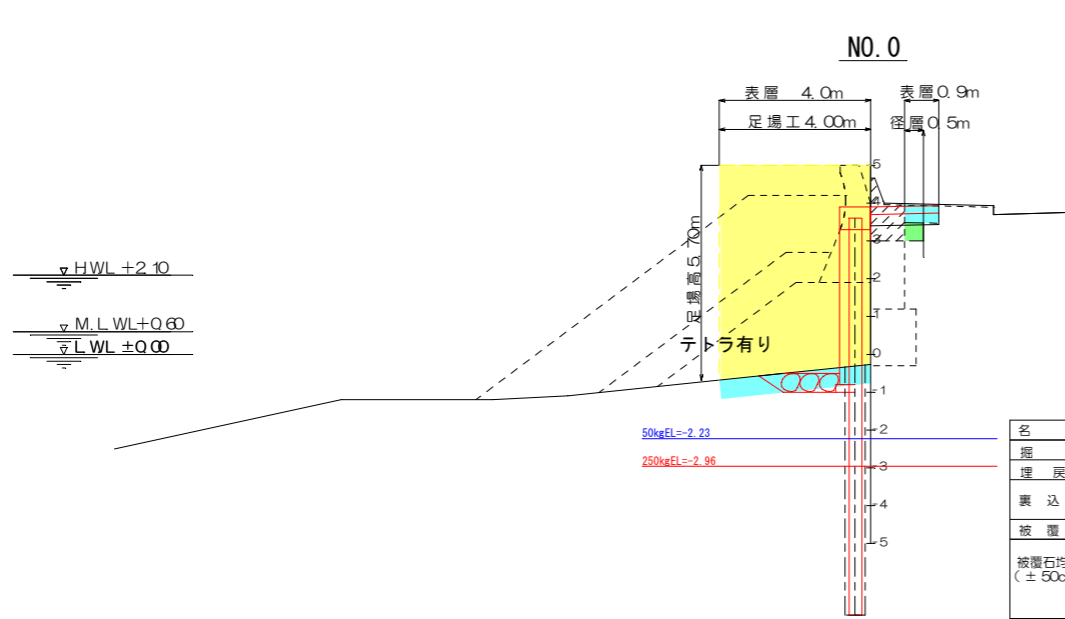 NO.0
表層 4.0m
表層0.9m
足場工4.00m
径層0.5m
足場高5.70m
5
4
3
2
1
0
-1
-2
-3
-4
-5
HWL +2.10
M.L.WL+0.60
L.WL ±0.00
テトラ有り
50kgEL=-2.23
250kgEL=-2.96
名
掘
埋 戻
裏 込
被 覆
被覆石均
(±50c